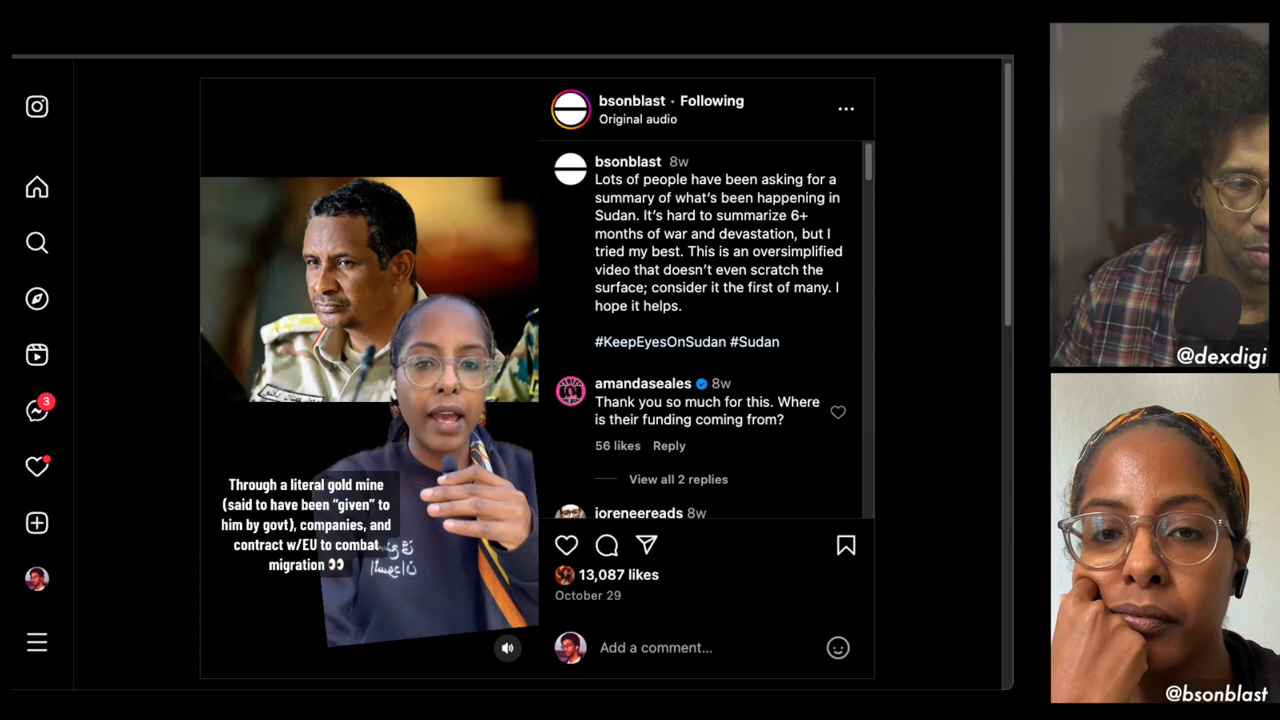 bsonblast • Following
Original audio
bsonblast 8w
Lots of people have been asking for a
summary of what’s been happening in
Sudan. It’s hard to summarize 6+
months of war and devastation, but I
tried my best. This is an oversimplified
video that doesn’t even scratch the
surface; consider it the first of many. I
hope it helps.
#KeepEyesOnSudan #Sudan
amandaseales 8w
Thank you so much for this. Where
is their funding coming from?
56 likes Reply
View all 2 replies
ioreneereads 8w
13,087 likes
October 29
Add a comment...
3
Through a literal gold mine
(said to have been “given” to
him by govt), companies, and
contract w/EU to combat
migration 👀
@dexdigi
@bsonblast